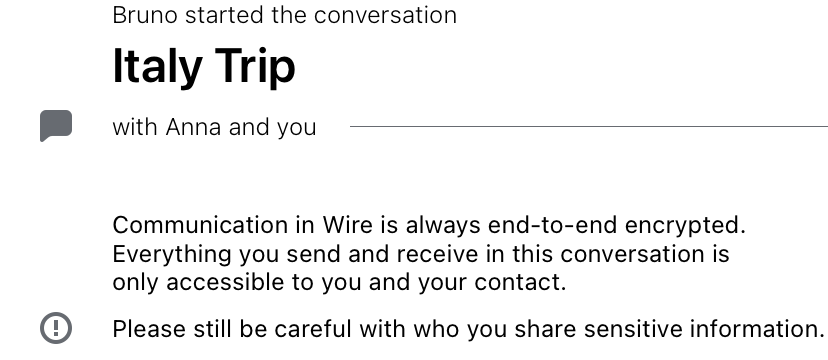 Bruno started the conversation
Italy Trip
with Anna and you
Communication in Wire is always end-to-end encrypted.
Everything you send and receive in this conversation is
only accessible to you and your contact.
Please still be careful with who you share sensitive information.